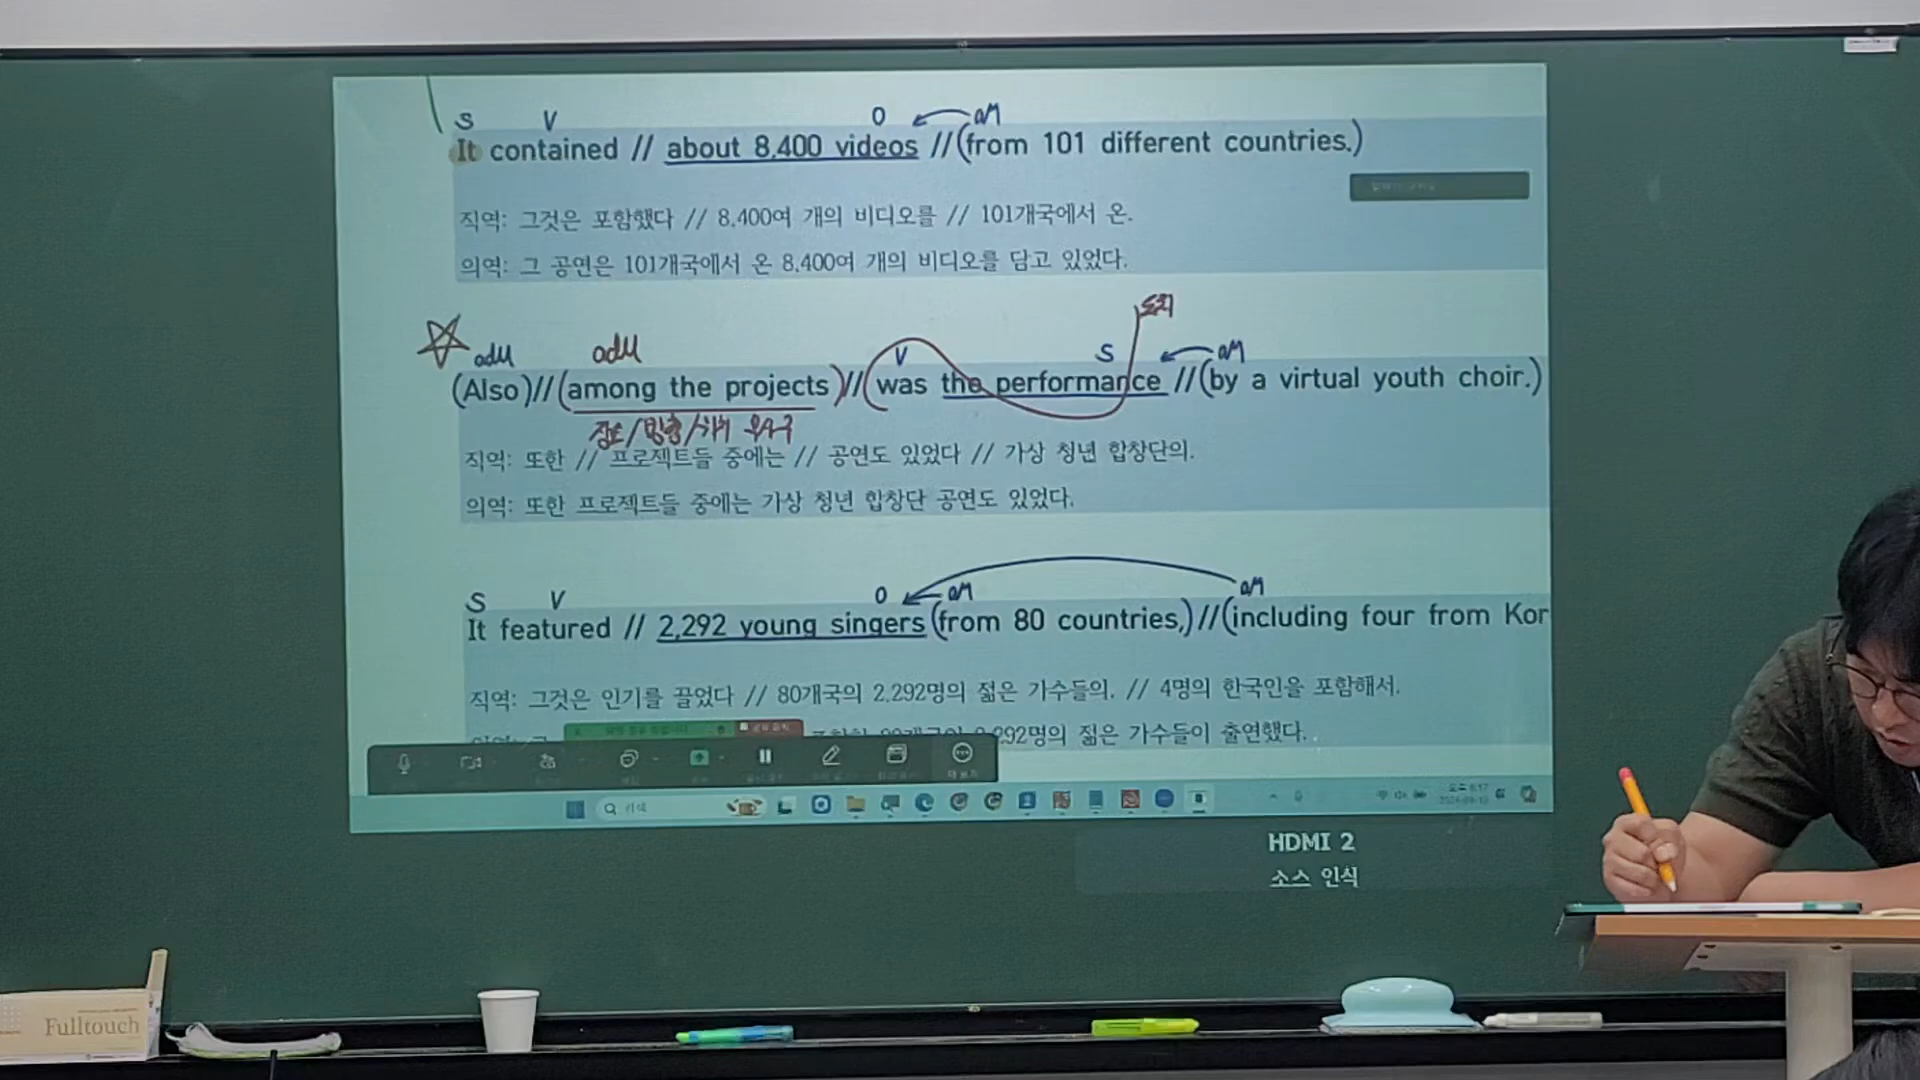 S V O aM
It contained // about 8,400 videos // (from 101 different countries.)
직역: 그것은 포함했다 // 8,400여 개의 비디오를 // 101개국에서 온.
의역: 그 공연은 101개국에서 온 8,400여 개의 비디오를 담고 있었다.
도치
adM adM V S aM
(Also)//(among the projects)//(was the performance //(by a virtual youth choir.)
장소/방향/
직역: 또한 // 프로젝트들 중에는 // 공연도 있었다 // 가상 청년 합창단의.
의역: 또한 프로젝트들 중에는 가상 청년 합창단 공연도 있었다.
S V O aM aM
It featured // 2,292 young singers (from 80 countries,)//(including four from Kor
직역: 그것은 인기를 끌었다 // 80개국의 2,292명의 젊은 가수들의, // 4명의 한국인을 포함해서.
292명의 젊은 가수들이 출연했다.
HDMI 2
소스 인식
Fulltouch